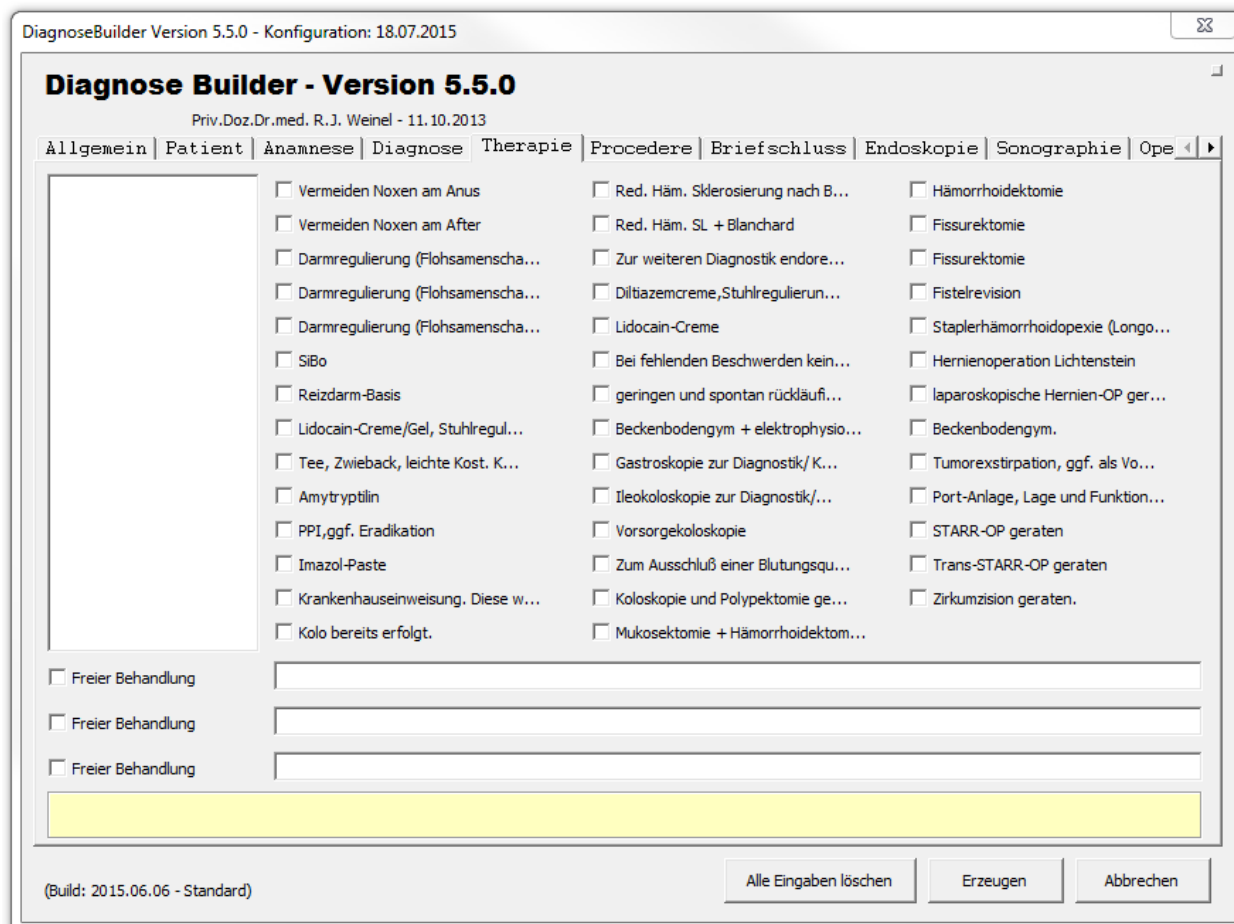 DiagnoseBuilder Version 5.5.0 - Konfiguration: 18.07.2015
Diagnose Builder - Version 5.5.0
Priv.Doz.Dr.med. R.J. Weinel - 11.10.2013
Allgemein Patient Anamnese Diagnose Therapie Procedere Briefschluss Endoskopie Sonographie Ope
Vermeiden Noxen am Anus
Vermeiden Noxen am After
Darmregulierung (Flohsamenscha...
Darmregulierung (Flohsamenscha...
Darmregulierung (Flohsamenscha...
SiBo
Reizdarm-Basis
Lidocain-Creme/Gel, Stuhlregul...
Tee, Zwieback, leichte Kost. K...
Amytryptilin
PPI,ggf. Eradikation
Imazol-Paste
Krankenhauseinweisung. Diese w...
Kolo bereits erfolgt.
Red. Häm. Sklerosierung nach B...
Red. Häm. SL + Blanchard
Zur weiteren Diagnostik endore...
Diltiazemcreme,Stuhlregulierun...
Lidocain-Creme
Bei fehlenden Beschwerden kein...
geringen und spontan rückläufi...
Beckenbodengym + elektrophysio...
Gastroskopie zur Diagnostik/ K...
Ileokoloskopie zur Diagnostik/...
Vorsorgekoloskopie
Zum Ausschluß einer Blutungsqu...
Koloskopie und Polypektomie ge...
Mukosektomie + Hämorrhoidektom...
Hämorrhoidektomie
Fissurektomie
Fissurektomie
Fistelrevision
Staplerhämorrhoidopexie (Longo...
Hernienoperation Lichtenstein
laparoskopische Hernien-OP ger...
Beckenbodengym.
Tumorexstirpation, ggf. als Vo...
Port-Anlage, Lage und Funktion...
STARR-OP geraten
Trans-STARR-OP geraten
Zirkumzision geraten.
Freier Behandlung
Freier Behandlung
Freier Behandlung
(Build: 2015.06.06 - Standard)
Alle Eingaben löschen
Erzeugen
Abbrechen